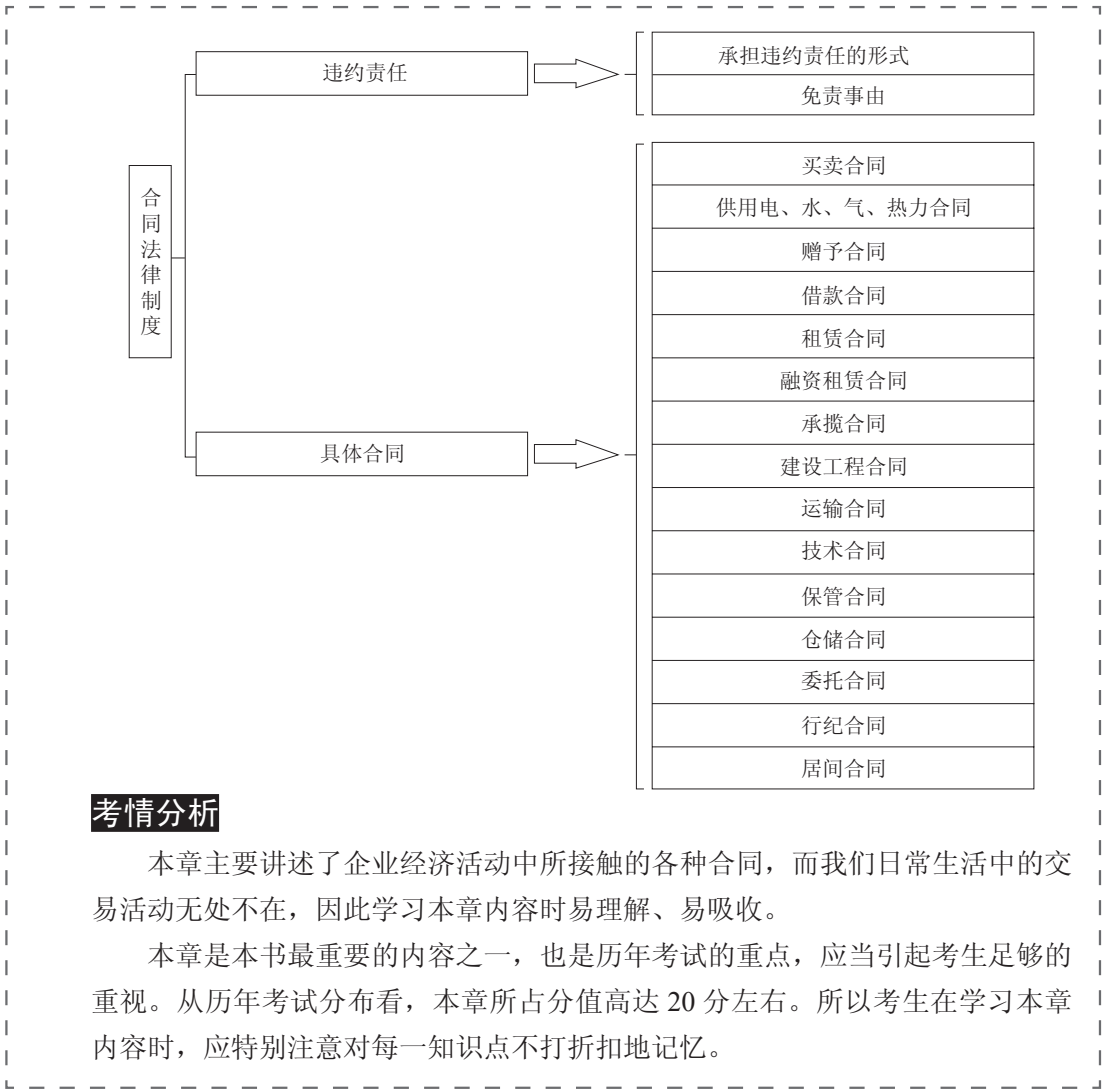 违约责任
承担违约责任的形式
免责事由
合同法律制度
具体合同
买卖合同
供用电、水、气、热力合同
赠予合同
借款合同
租赁合同
融资租赁合同
承揽合同
建设工程合同
运输合同
技术合同
保管合同
仓储合同
委托合同
行纪合同
居间合同
考情分析
本章主要讲述了企业经济活动中所接触的各种合同，而我们日常生活中的交
易活动无处不在，因此学习本章内容时易理解、易吸收。
本章是本书最重要的内容之一，也是历年考试的重点，应当引起考生足够的
重视。从历年考试分布看，本章所占分值高达 20 分左右。所以考生在学习本章
内容时，应特别注意对每一知识点不打折扣地记忆。